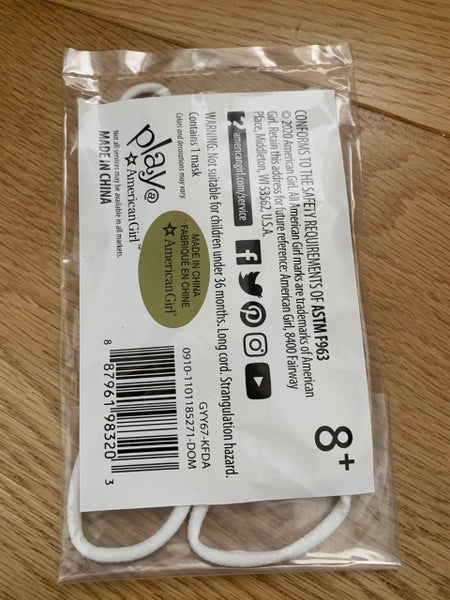 CONFORMS TO THE SAFETY REQUIREMENTS OF ASTM F963
© 2020 American Girl. All American Girl marks are trademarks of American
Girl. Retain this address for future reference: American Girl, 8400 Fairway
Place, Middleton, WI 53562, U.S.A.
8+
? americangirl.com/service
WARNING: Not suitable for children under 36 months. Long cord. Strangulation hazard.
Contains 1 mask
Colors and decorations may vary.
play@
American Girl®
Not all services may be available in all markets.
MADE IN CHINA
MADE IN CHINA
FABRIQUÉ EN CHINE
American Girl®
GYY67-KFDA
0910-1101185271-DOM
8 87961 98320 3